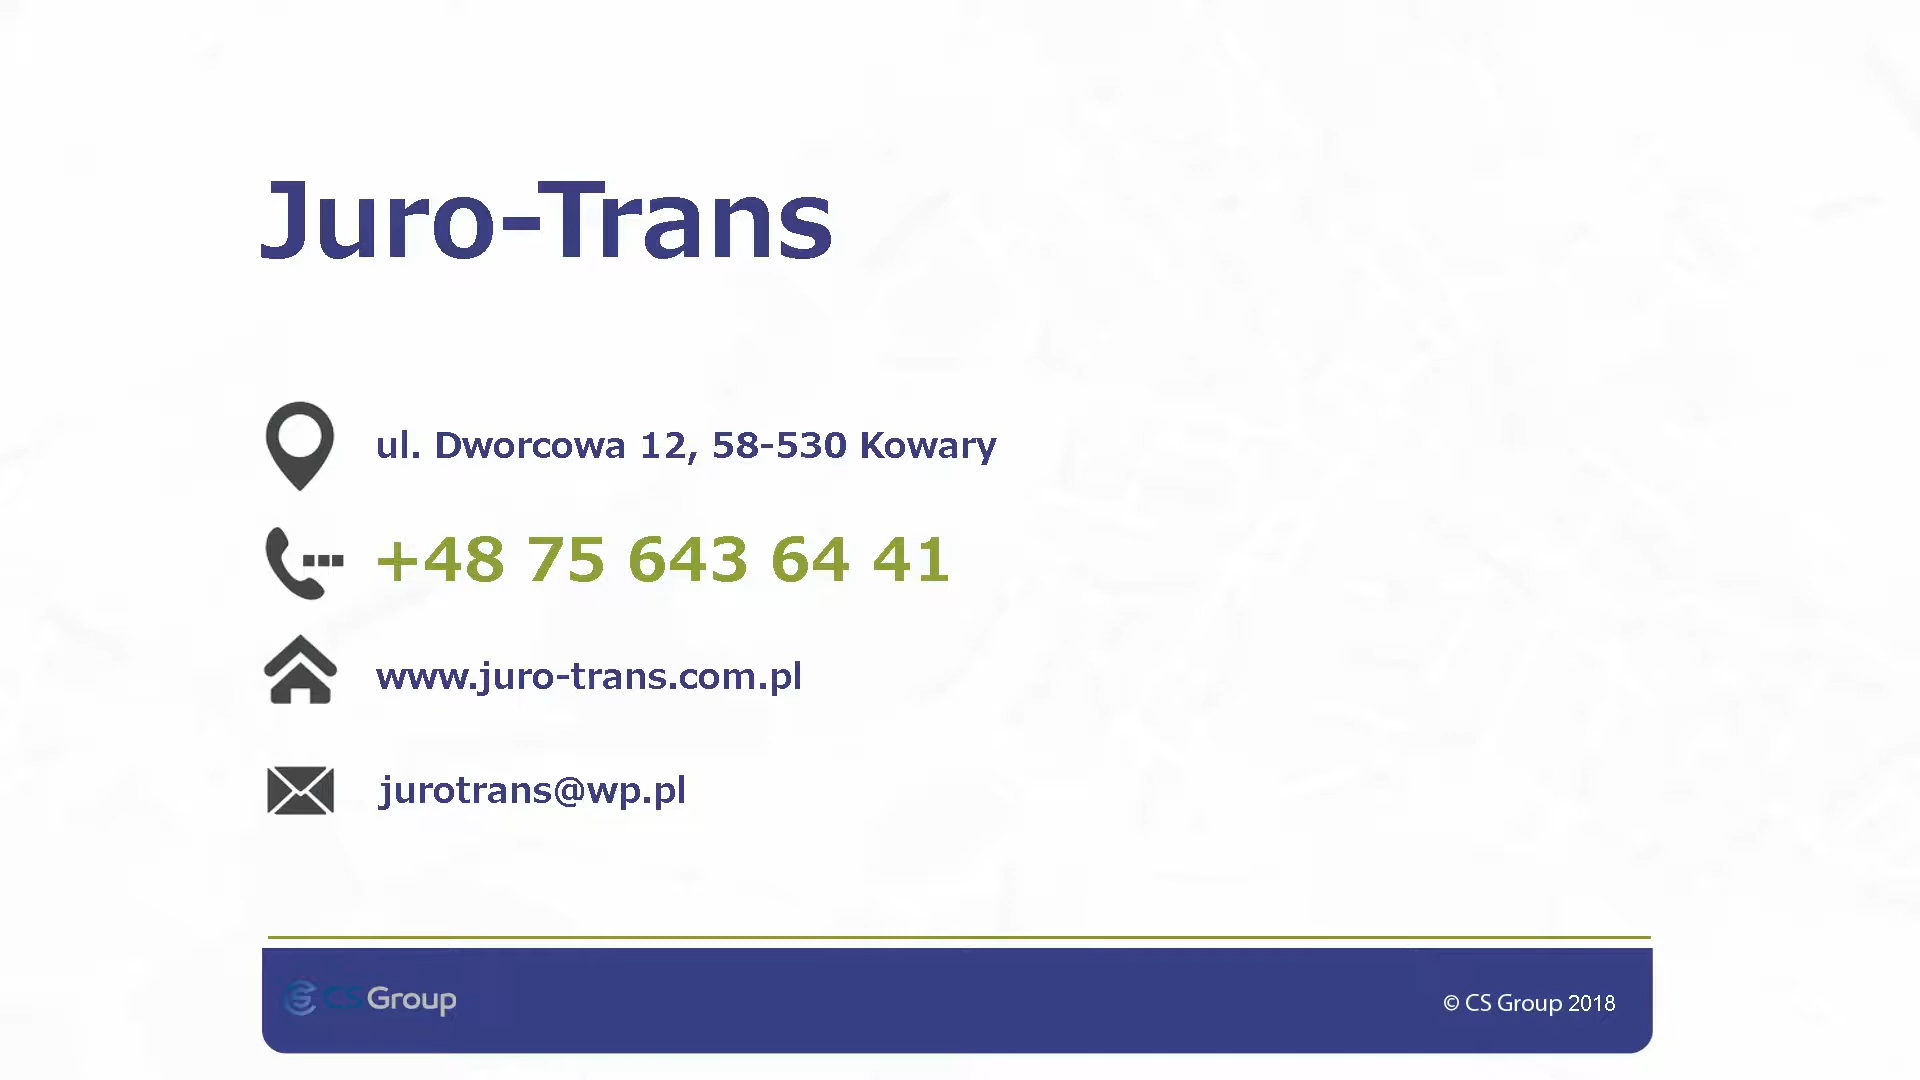 Juro-Trans
ul. Dworcowa 12, 58-530 Kowary
+48 75 643 64 41
www.juro-trans.com.pl
jurotrans@wp.pl
CS Group
© CS Group 2018